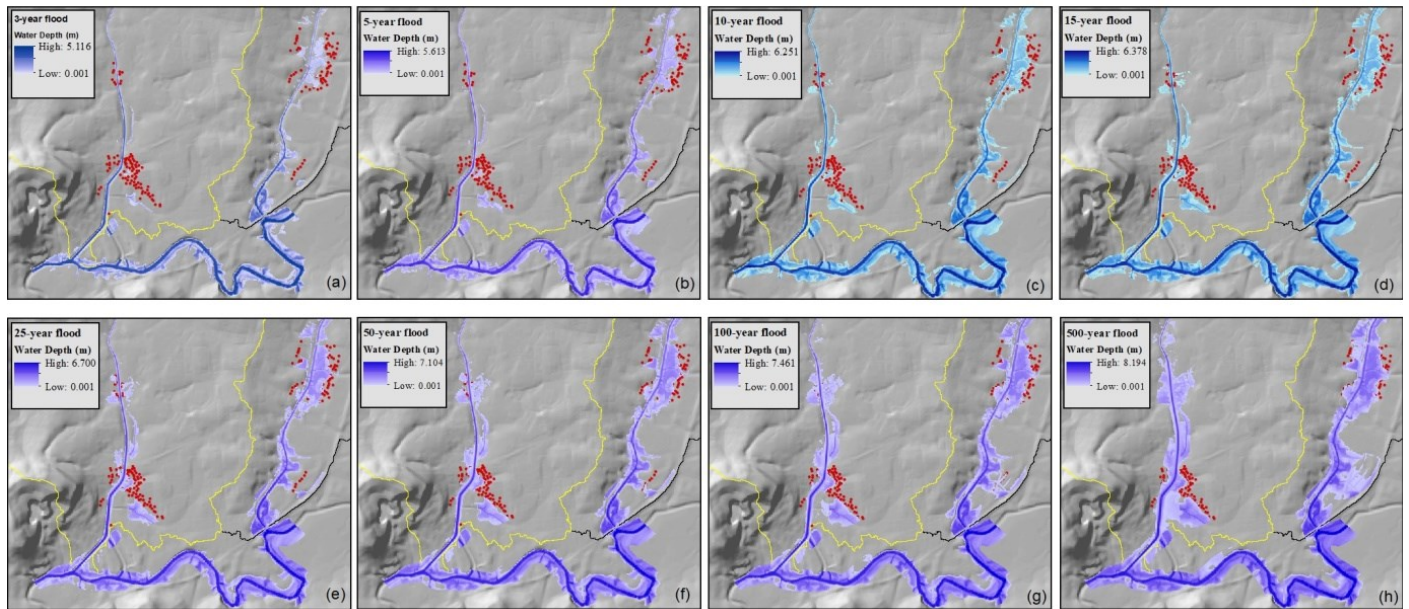 3-year flood
Water Depth (m)
High: 5.116
Low: 0.001
(a)
5-year flood
Water Depth (m)
High: 5.613
Low: 0.001
(b)
10-year flood
Water Depth (m)
High: 6.251
Low: 0.001
(c)
15-year flood
Water Depth (m)
High: 6.378
Low: 0.001
(d)
25-year flood
Water Depth (m)
High: 6.700
Low: 0.001
(e)
50-year flood
Water Depth (m)
High: 7.104
Low: 0.001
(f)
100-year flood
Water Depth (m)
High: 7.461
Low: 0.001
(g)
500-year flood
Water Depth (m)
High: 8.194
Low: 0.001
(h)